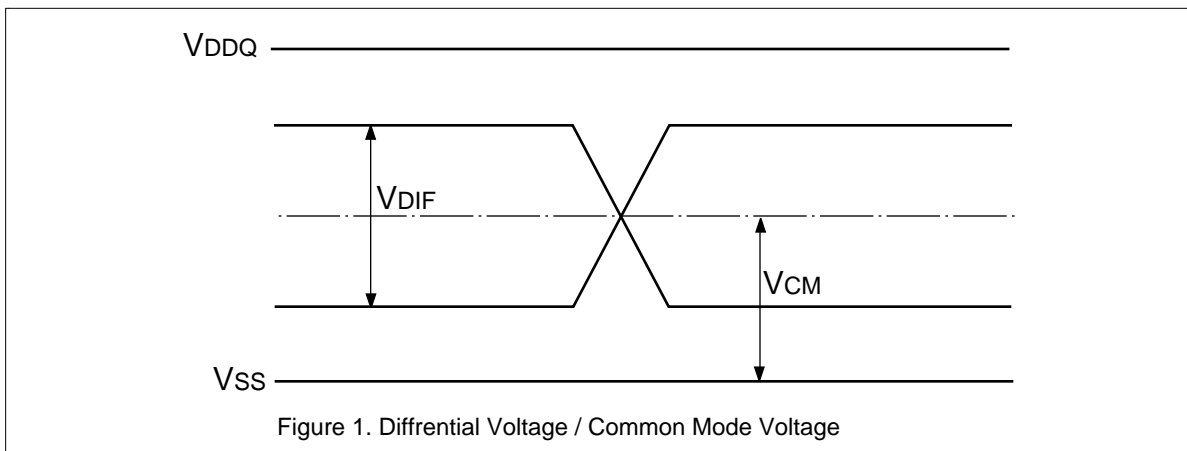 VDDQ
VDIF
VCM
VSS
Figure 1. Diffrential Voltage / Common Mode Voltage